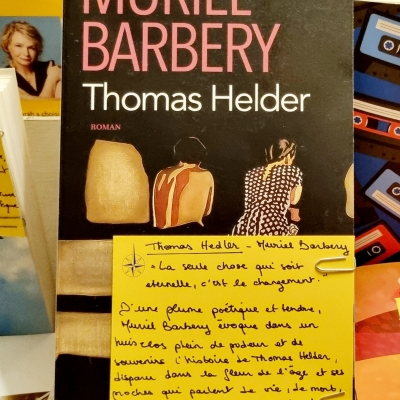 MURIEL
BARBERY
Thomas Helder
ROMAN
Thomas Hedler - Muriel Barbery
"La seule chose qui soit
éternelle, c'est le changement."
D'une plume poétique et tendre,
Muriel Barbery évoque dans un
huis clos plein de pudeur et de
souvenirs l'histoire de Thomas Helder,
disparu dans la fleur de l'âge et ses
proches qui parlent de vie, de mort,